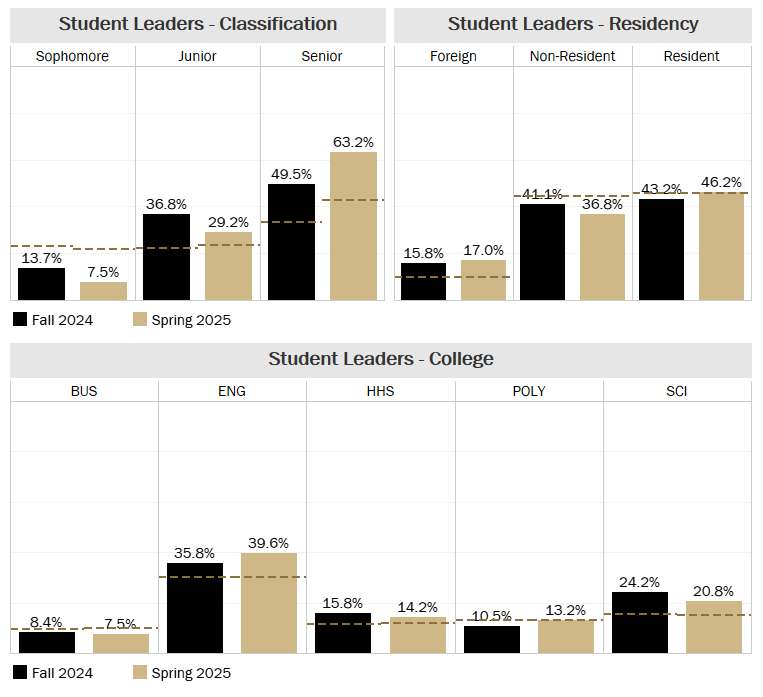 Student Leaders - Classification
Student Leaders - Residency
Sophomore Junior Senior
Foreign Non-Resident Resident
13.7% 7.5% 36.8% 29.2% 49.5% 63.2%
15.8% 17.0% 41.1% 36.8% 43.2% 46.2%
Fall 2024 Spring 2025
Student Leaders - College
BUS ENG HHS POLY SCI
8.4% 7.5% 35.8% 39.6% 15.8% 14.2% 10.5% 13.2% 24.2% 20.8%
Fall 2024 Spring 2025